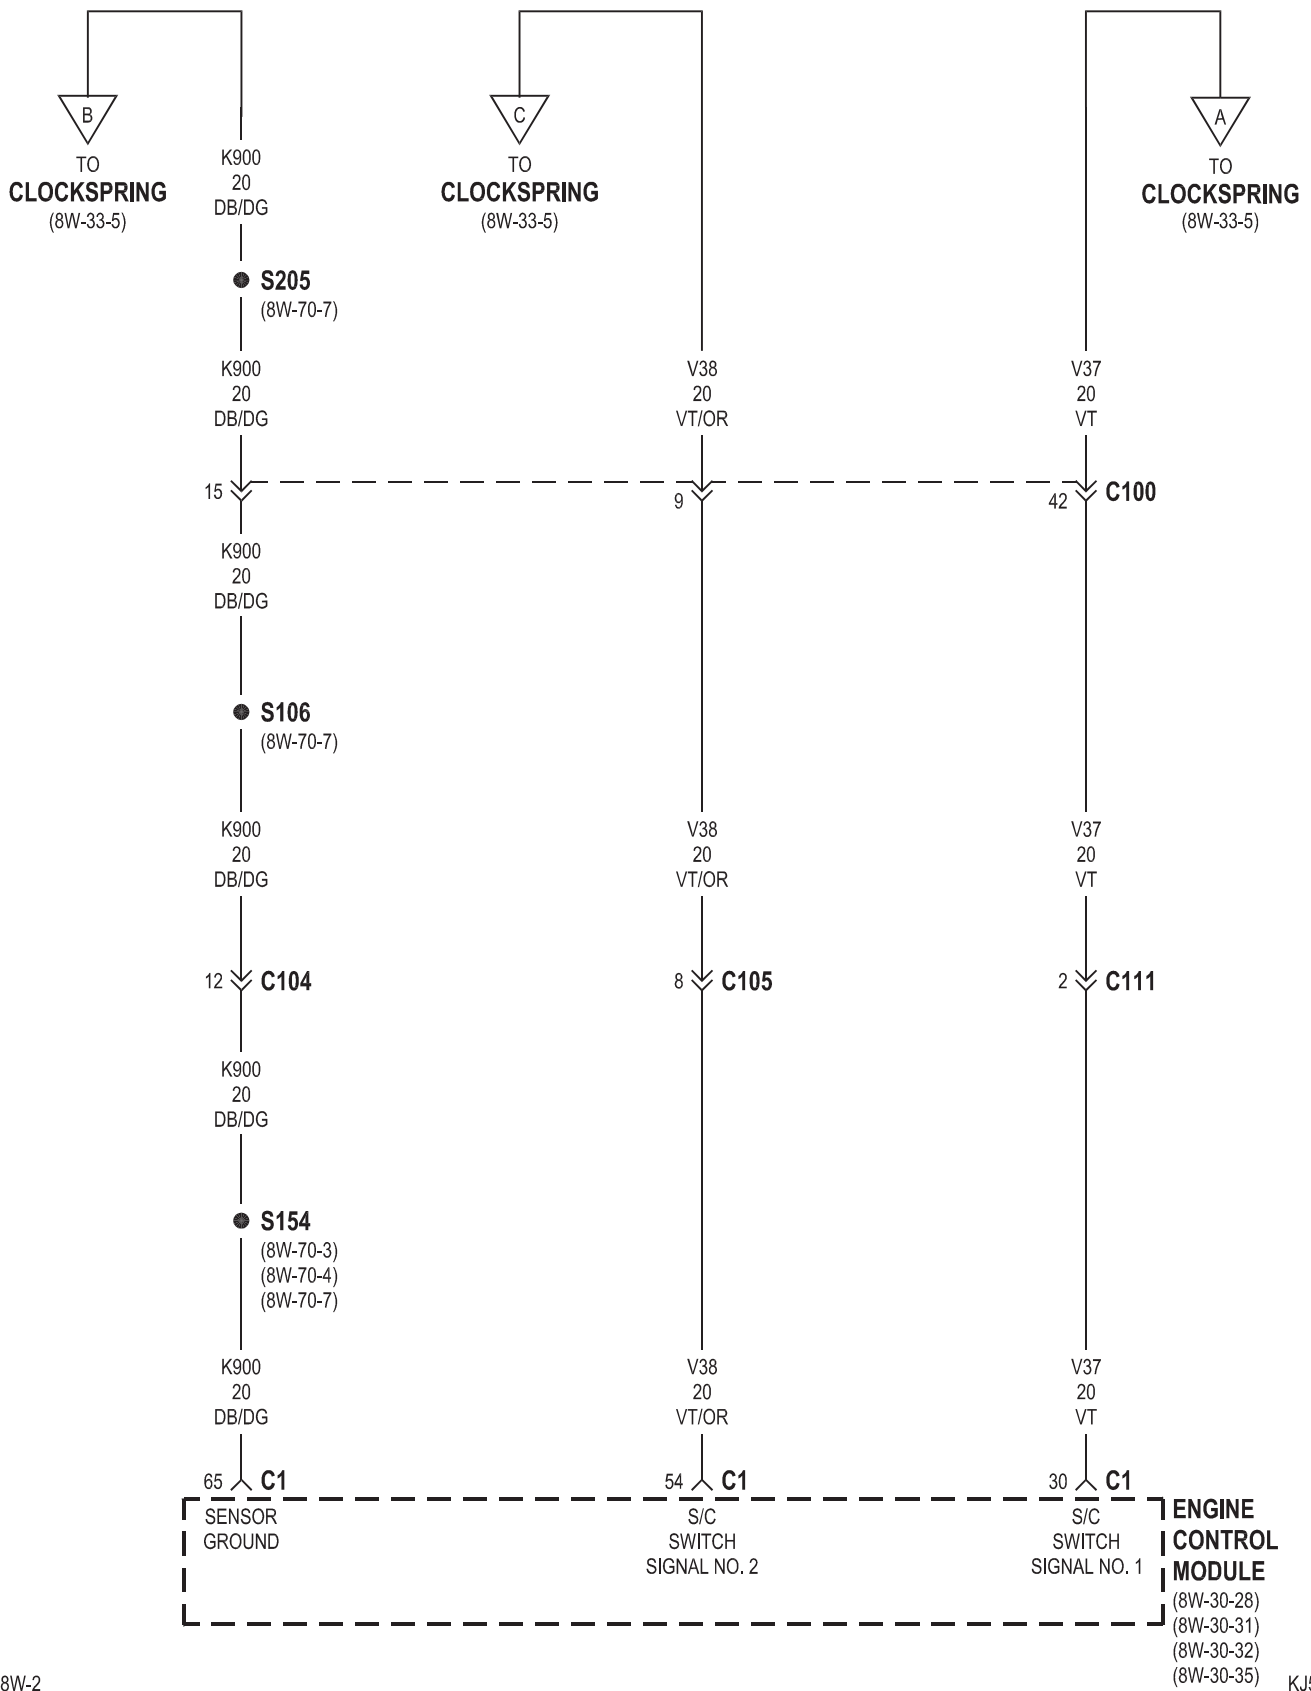 B
C
A
TO
CLOCKSPRING
(8W-33-5)
K900
20
DB/DG
TO
CLOCKSPRING
(8W-33-5)
TO
CLOCKSPRING
(8W-33-5)
S205
(8W-70-7)
K900
20
DB/DG
V38
20
VT/OR
V37
20
VT
15
9
42
C100
K900
20
DB/DG
S106
(8W-70-7)
K900
20
DB/DG
V38
20
VT/OR
V37
20
VT
12
C104
8
C105
2
C111
K900
20
DB/DG
S154
(8W-70-3)
(8W-70-4)
(8W-70-7)
K900
20
DB/DG
V38
20
VT/OR
V37
20
VT
65
C1
54
C1
30
C1
SENSOR
GROUND
S/C
SWITCH
SIGNAL NO. 2
S/C
SWITCH
SIGNAL NO. 1
ENGINE
CONTROL
MODULE
(8W-30-28)
(8W-30-31)
(8W-30-32)
(8W-30-35)
8W-2